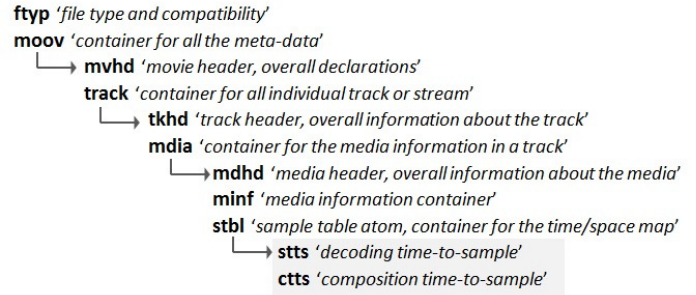 ftyp ‘file type and compatibility’
moov ‘container for all the meta-data’
mvhd ‘movie header, overall declarations’
track ‘container for all individual track or stream’
tkhd ‘track header, overall information about the track’
mdia ‘container for the media information in a track’
mdhd ‘media header, overall information about the media’
minf ‘media information container’
stbl ‘sample table atom, container for the time/space map’
stts ‘decoding time-to-sample’
ctts ‘composition time-to-sample’